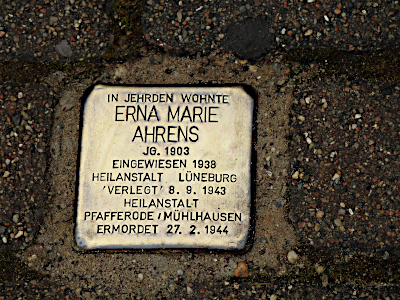 IN JEHRDEN WOHNTE
ERNA MARIE
AHRENS
JG. 1903
EINGEWIESEN 1938
HEILANSTALT LÜNEBURG
'VERLEGT' 8. 9. 1943
HEILANSTALT
PFAFFERODE/MÜHLHAUSEN
ERMORDET 27. 2. 1944